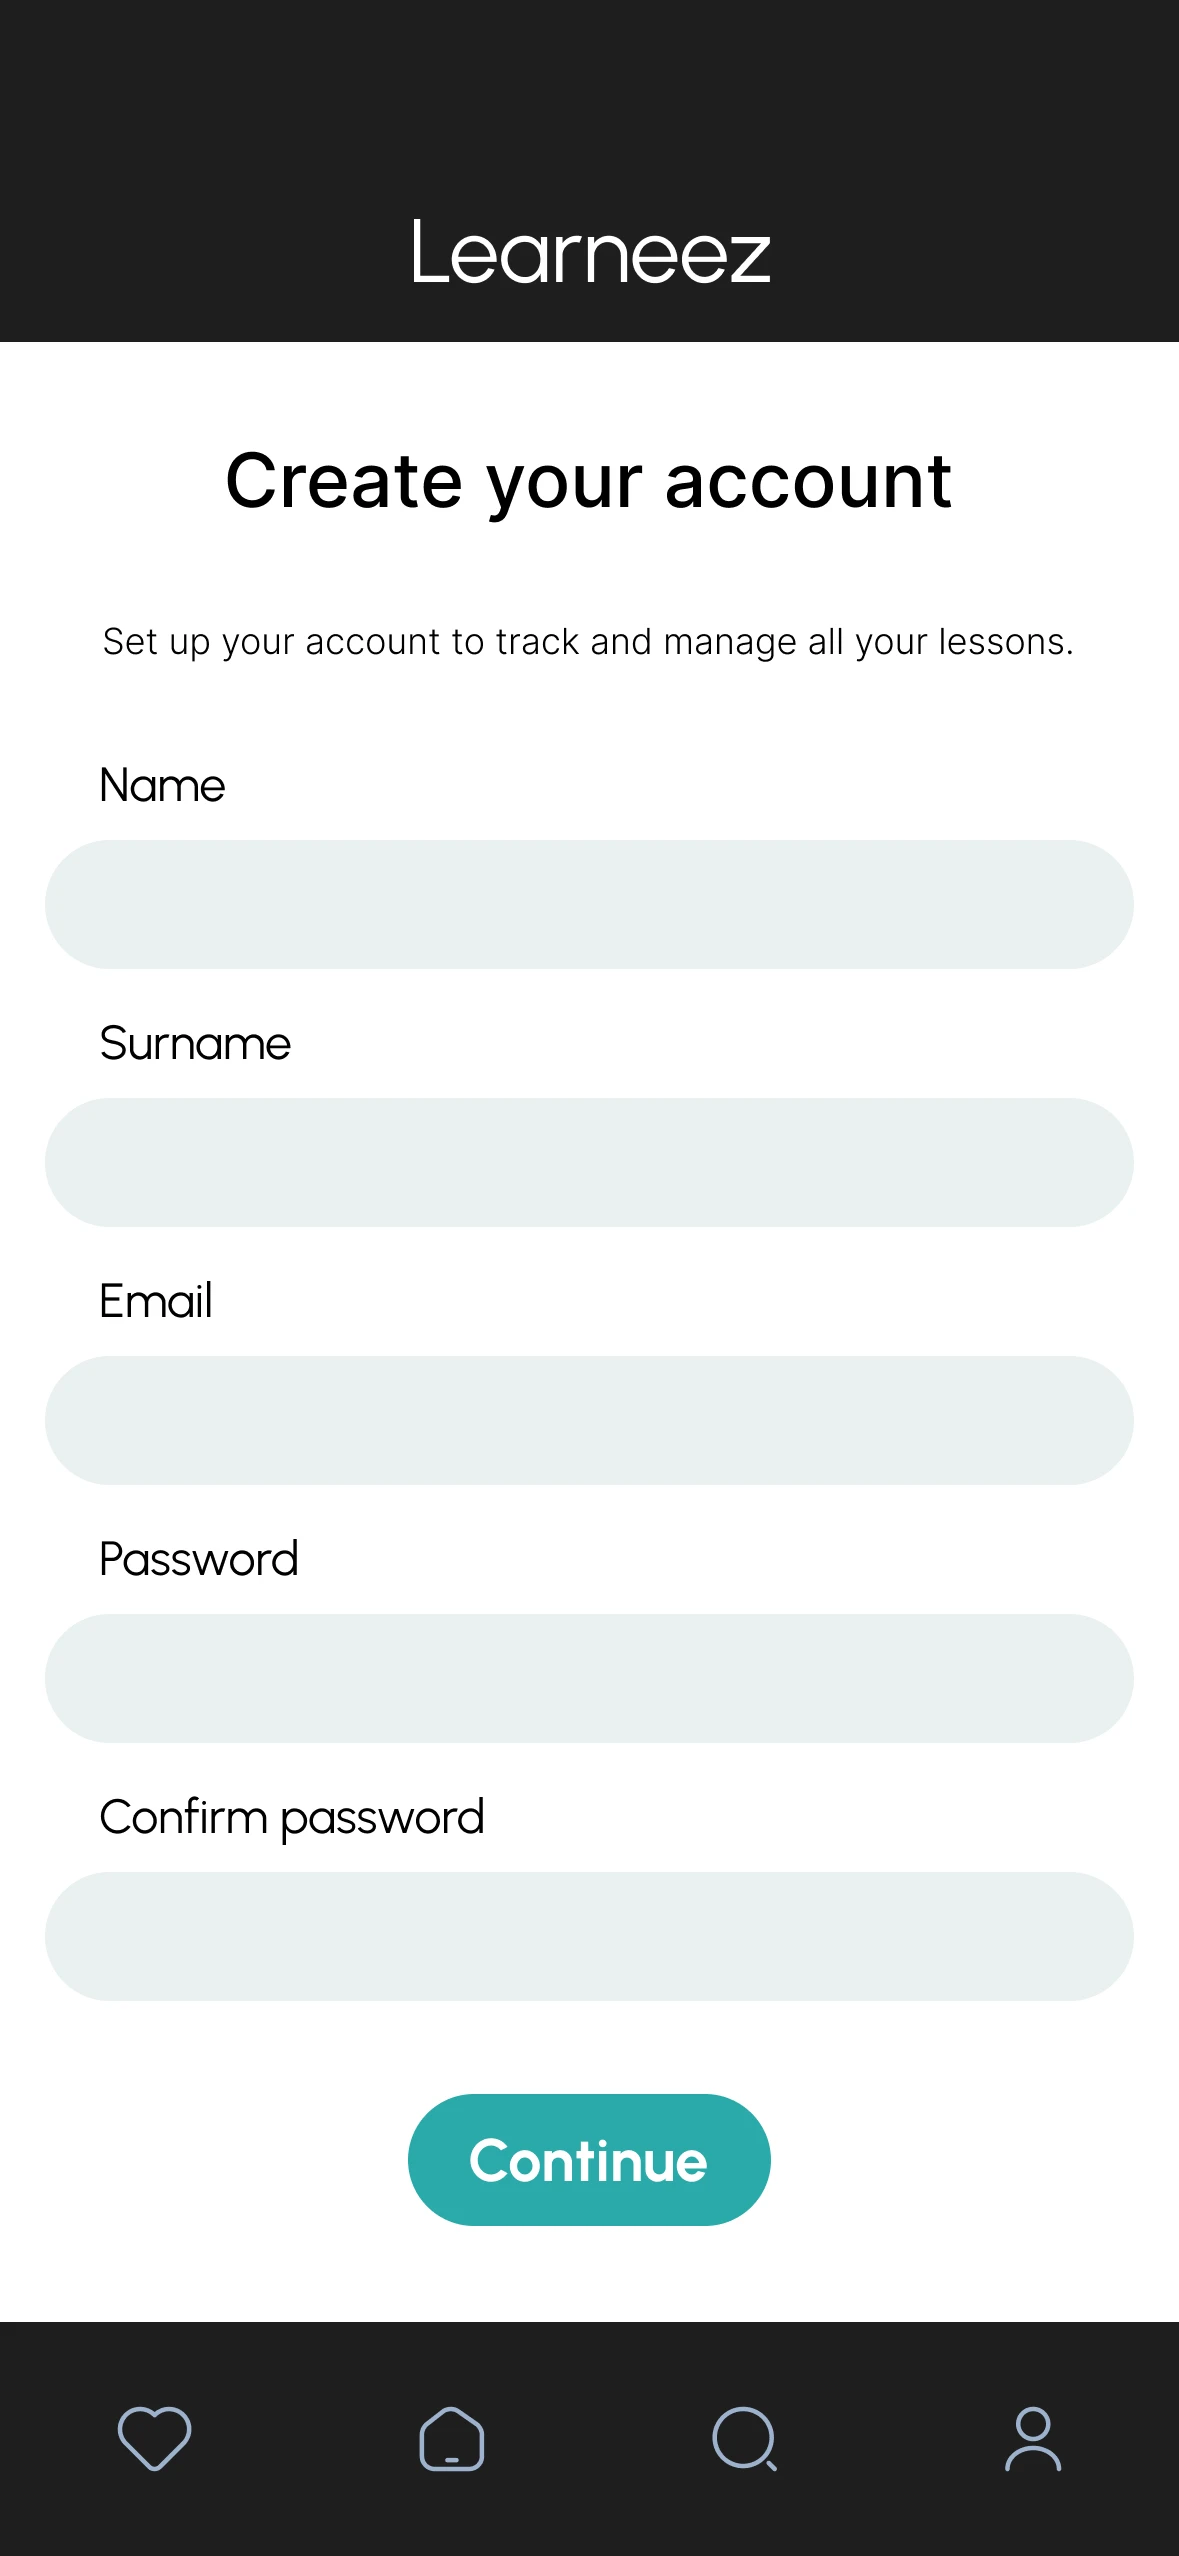 Learneez
Create your account
Set up your account to track and manage all your lessons.
Name
Surname
Email
Password
Confirm password
Continue